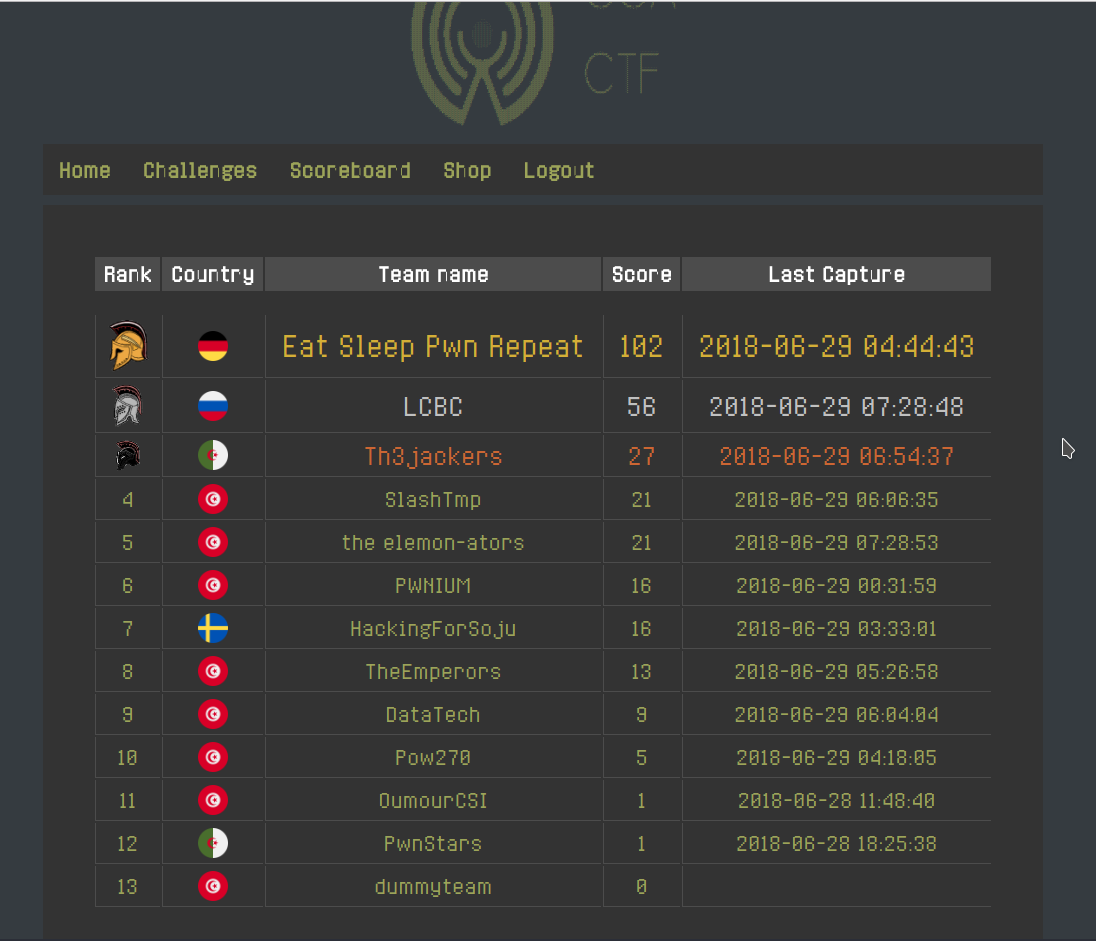 CTF
Home Challenges Scoreboard Shop Logout
Rank Country Team name Score Last Capture
Eat Sleep Pwn Repeat 102 2018-06-29 04:44:43
LCBC 56 2018-06-29 07:28:48
Th3jackers 27 2018-06-29 06:54:37
4 SlashTmp 21 2018-06-29 06:06:35
5 the elemon-ators 21 2018-06-29 07:28:53
6 PWNIUM 16 2018-06-29 00:31:59
7 HackingForSoju 16 2018-06-29 03:33:01
8 TheEmperors 13 2018-06-29 05:26:58
9 DataTech 9 2018-06-29 06:04:04
10 Pow270 5 2018-06-29 04:18:05
11 OumourCSI 1 2018-06-28 11:48:40
12 PwnStars 1 2018-06-28 18:25:38
13 dummyteam 0